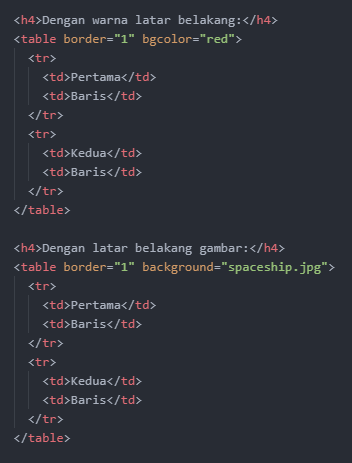 <h4>Dengan warna latar belakang:</h4>
<table border="1" bgcolor="red">
  <tr>
    <td>Pertama</td>
    <td>Baris</td>
  </tr>
  <tr>
    <td>Kedua</td>
    <td>Baris</td>
  </tr>
</table>

<h4>Dengan latar belakang gambar:</h4>
<table border="1" background="spaceship.jpg">
  <tr>
    <td>Pertama</td>
    <td>Baris</td>
  </tr>
  <tr>
    <td>Kedua</td>
    <td>Baris</td>
  </tr>
</table>